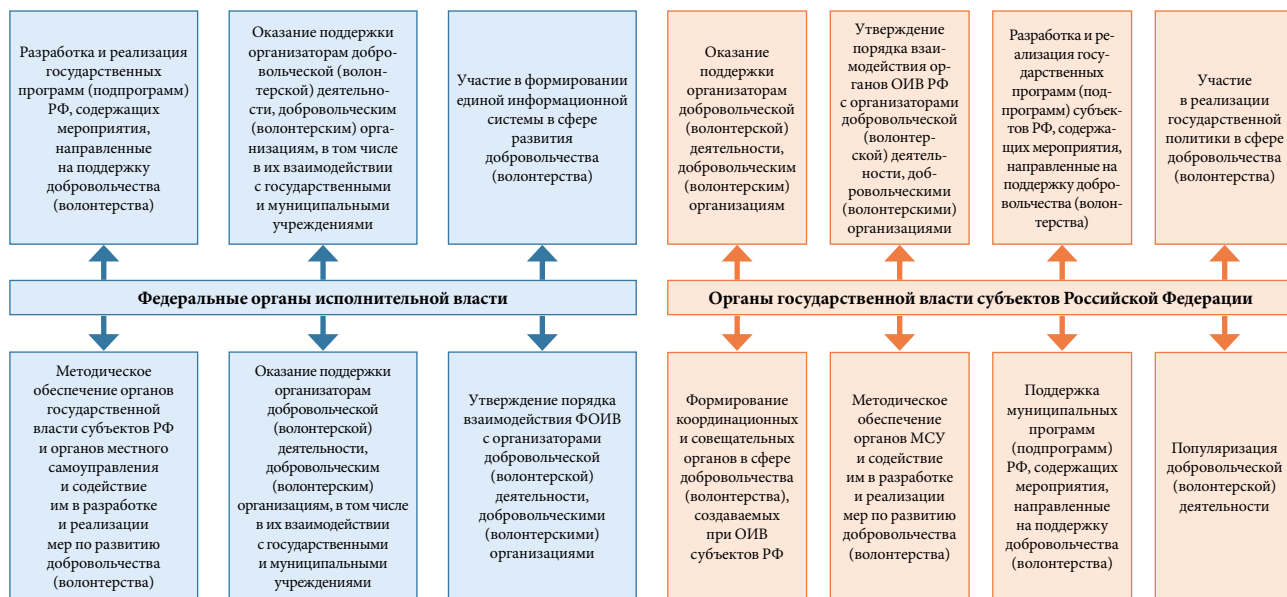 Разработка и реализация
государственных
программ (подпрограмм)
РФ, содержащих
мероприятия,
направленные
на поддержку
добровольчества
(волонтерства)
Оказание поддержки
организаторам добро-
вольческой (волон-
терской) деятельно-
сти, добровольческим
(волонтерским) орга-
низациям, в том числе
в их взаимодействии
с государственными
и муниципальными
учреждениями
Участие в формировании
единой информационной
системы в сфере
развития
добровольчества
(волонтерства)
Оказание
поддержки
организаторам
добровольческой
(волонтерской)
деятельности,
добровольческим
(волонтерским)
организациям
Утверждение
порядка взаи-
модействия орга-
нов ОИВ РФ
с организаторами
добровольческой
(волонтер-
ской) деятель-
ности, добро-
вольческими
(волонтерскими)
организациями
Разработка и ре-
ализация госу-
дарственных
программ (под-
программ) субъек-
тов РФ, содержа-
щих мероприятия,
направленные на
поддержку добро-
вольчества (волон-
терства)
Участие
в реализации
государственной
политики в сфере
добровольчества
(волонтерства)
Федеральные органы исполнительной власти
Органы государственной власти субъектов Российской Федерации
Методическое
обеспечение органов
государственной
власти субъектов РФ
и органов местного
самоуправления
и содействие
им в разработке
и реализации
мер по развитию
добровольчества
(волонтерства)
Оказание поддержки
организаторам
добровольческой
(волонтерской)
деятельности,
добровольческим
(волонтерским)
организациям, в том числе
в их взаимодействии
с государственными
и муниципальными
учреждениями
Утверждение порядка
взаимодействия ФОИВ
с организаторами
добровольческой
(волонтерской)
деятельности,
добровольческими
(волонтерскими)
организациями
Формирование
координационных
и совещательных
органов в сфере
добровольчества
(волонтерства),
создаваемых
при ОИВ
субъектов РФ
Методическое
обеспечение
органов МСУ
и содействие
им в разработке
и реализации
мер по развитию
добровольчества
(волонтерства)
Поддержка
муниципальных
программ
(подпрограмм)
РФ, содержащих
мероприятия,
направленные
на поддержку
добровольчества
(волонтерства)
Популяризация
добровольческой
(волонтерской)
деятельности